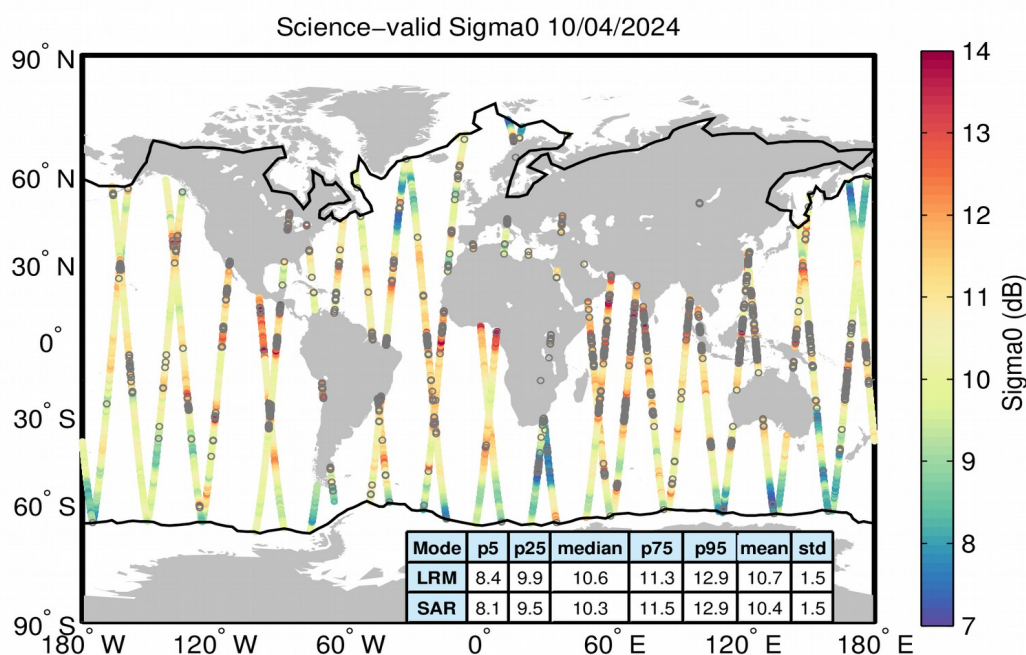 Science−valid Sigma0 10/04/2024
90° N
60° N
30° N
0°
30° S
60° S
90° S
180° W
120° W
60° W
0°
60° E
120° E
180° E
14
13
12
11
10
9
8
7
Sigma0 (dB)
Mode p5 p25 median p75 p95 mean std
LRM 8.4 9.9 10.6 11.3 12.9 10.7 1.5
SAR 8.1 9.5 10.3 11.5 12.9 10.4 1.5